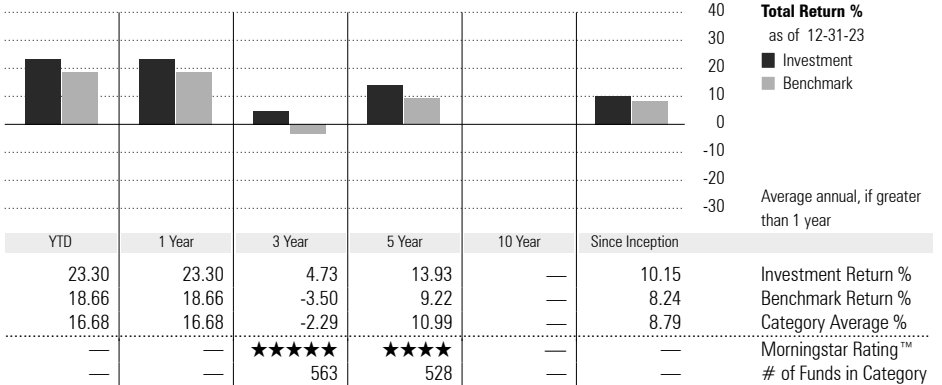 40
30
20
10
0
-10
-20
-30
Total Return %
as of 12-31-23
Investment
Benchmark
Average annual, if greater
than 1 year
YTD 1 Year 3 Year 5 Year 10 Year Since Inception
23.30 23.30 4.73 13.93 — 10.15 Investment Return %
18.66 18.66 -3.50 9.22 — 8.24 Benchmark Return %
16.68 16.68 -2.29 10.99 — 8.79 Category Average %
— — ★★★★★ ★★★★ — — Morningstar Rating™
— — 563 528 — — # of Funds in Category